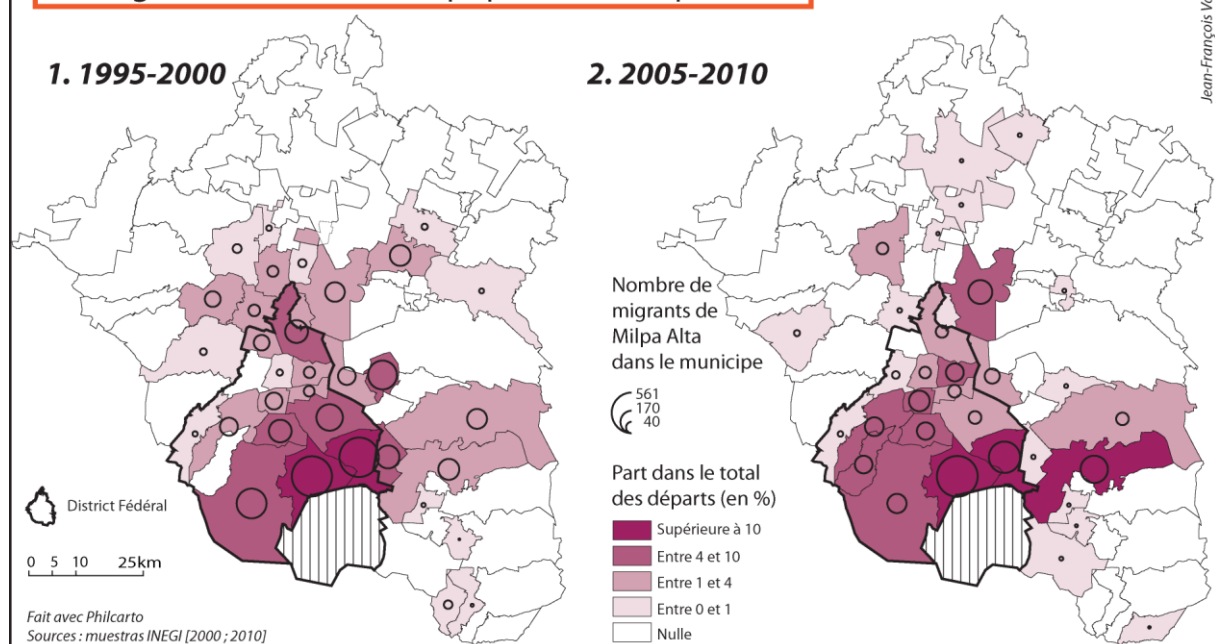 1. 1995-2000
2. 2005-2010
Jean-François
Nombre de
migrants de
Milpa Alta
dans le municipe
561
170
40
Part dans le total
des départs (en %)
Supérieure à 10
Entre 4 et 10
Entre 1 et 4
Entre 0 et 1
Nulle
District Fédéral
0 5 10 25km
Fait avec Philcarto
Sources : muestras INEGI [2000 ; 2010]